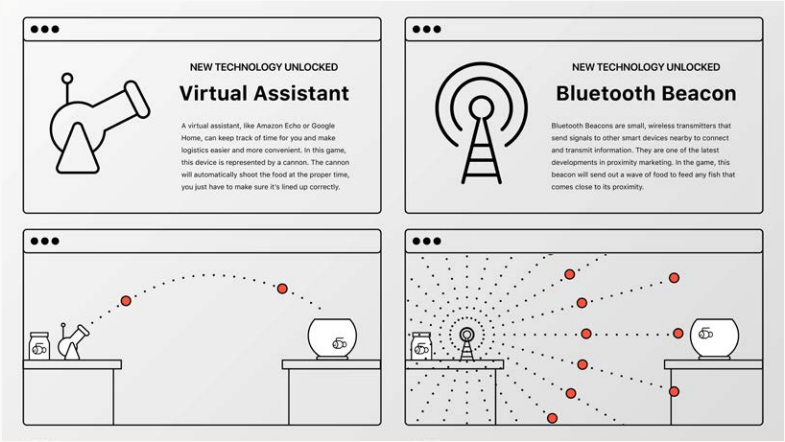 NEW TECHNOLOGY UNLOCKED
Virtual Assistant
A virtual assistant, like Amazon Echo or Google
Home, can keep track of time for you and make
logistics easier and more convenient. In this game,
this device is represented by a cannon. The cannon
will automatically shoot the food at the proper time,
you just have to make sure it's lined up correctly.
NEW TECHNOLOGY UNLOCKED
Bluetooth Beacon
Bluetooth Beacons are small, wireless transmitters that
send signals to other smart devices nearby to connect
and transmit information. They are one of the latest
developments in proximity marketing. In the game, this
beacon will send out a wave of food to feed any fish that
comes close to its proximity.